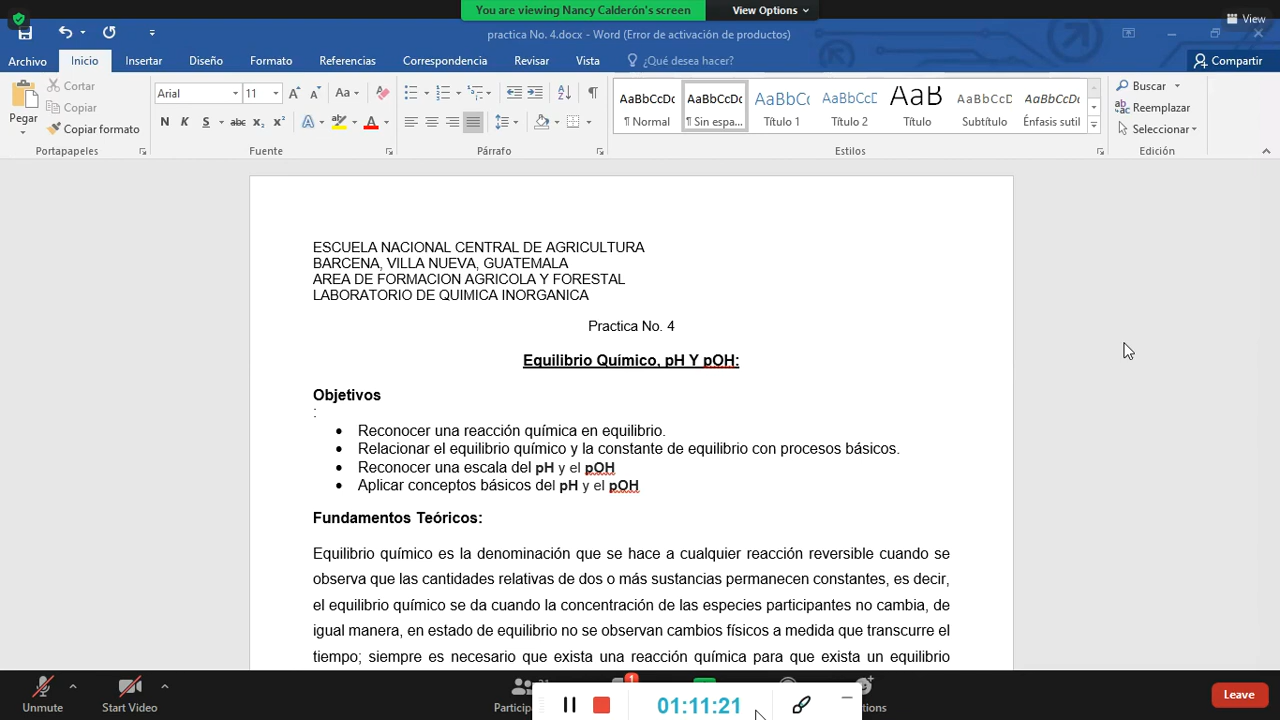 You are viewing Nancy Calderón's screen
View Options
View
practica No. 4.docx - Word (Error de activación de productos)
Archivo Inicio Insertar Diseño Formato Referencias Correspondencia Revisar Vista ¿Qué desea hacer? Compartir
Pegar
Cortar
Copiar
Copiar formato
Portapapeles
Arial 11
Aa
N K S abc x₂ x²
A A
Fuente
Párrafo
AaBbCcDc AaBbCcDc AaBbCc AaBbCcD AaB AaBbCcD AaBbCcDc
¶ Normal ¶ Sin espa... Título 1 Título 2 Título Subtítulo Énfasis sutil
Estilos
Buscar
Reemplazar
Seleccionar
Edición
ESCUELA NACIONAL CENTRAL DE AGRICULTURA
BARCENA, VILLA NUEVA, GUATEMALA
AREA DE FORMACION AGRICOLA Y FORESTAL
LABORATORIO DE QUIMICA INORGANICA
Practica No. 4
Equilibrio Químico, pH Y pOH:
Objetivos
:
• Reconocer una reacción química en equilibrio.
• Relacionar el equilibrio químico y la constante de equilibrio con procesos básicos.
• Reconocer una escala del pH y el pOH
• Aplicar conceptos básicos del pH y el pOH
Fundamentos Teóricos:
Equilibrio químico es la denominación que se hace a cualquier reacción reversible cuando se
observa que las cantidades relativas de dos o más sustancias permanecen constantes, es decir,
el equilibrio químico se da cuando la concentración de las especies participantes no cambia, de
igual manera, en estado de equilibrio no se observan cambios físicos a medida que transcurre el
tiempo; siempre es necesario que exista una reacción química para que exista un equilibrio
Unmute
Start Video
1
01:11:21
Leave